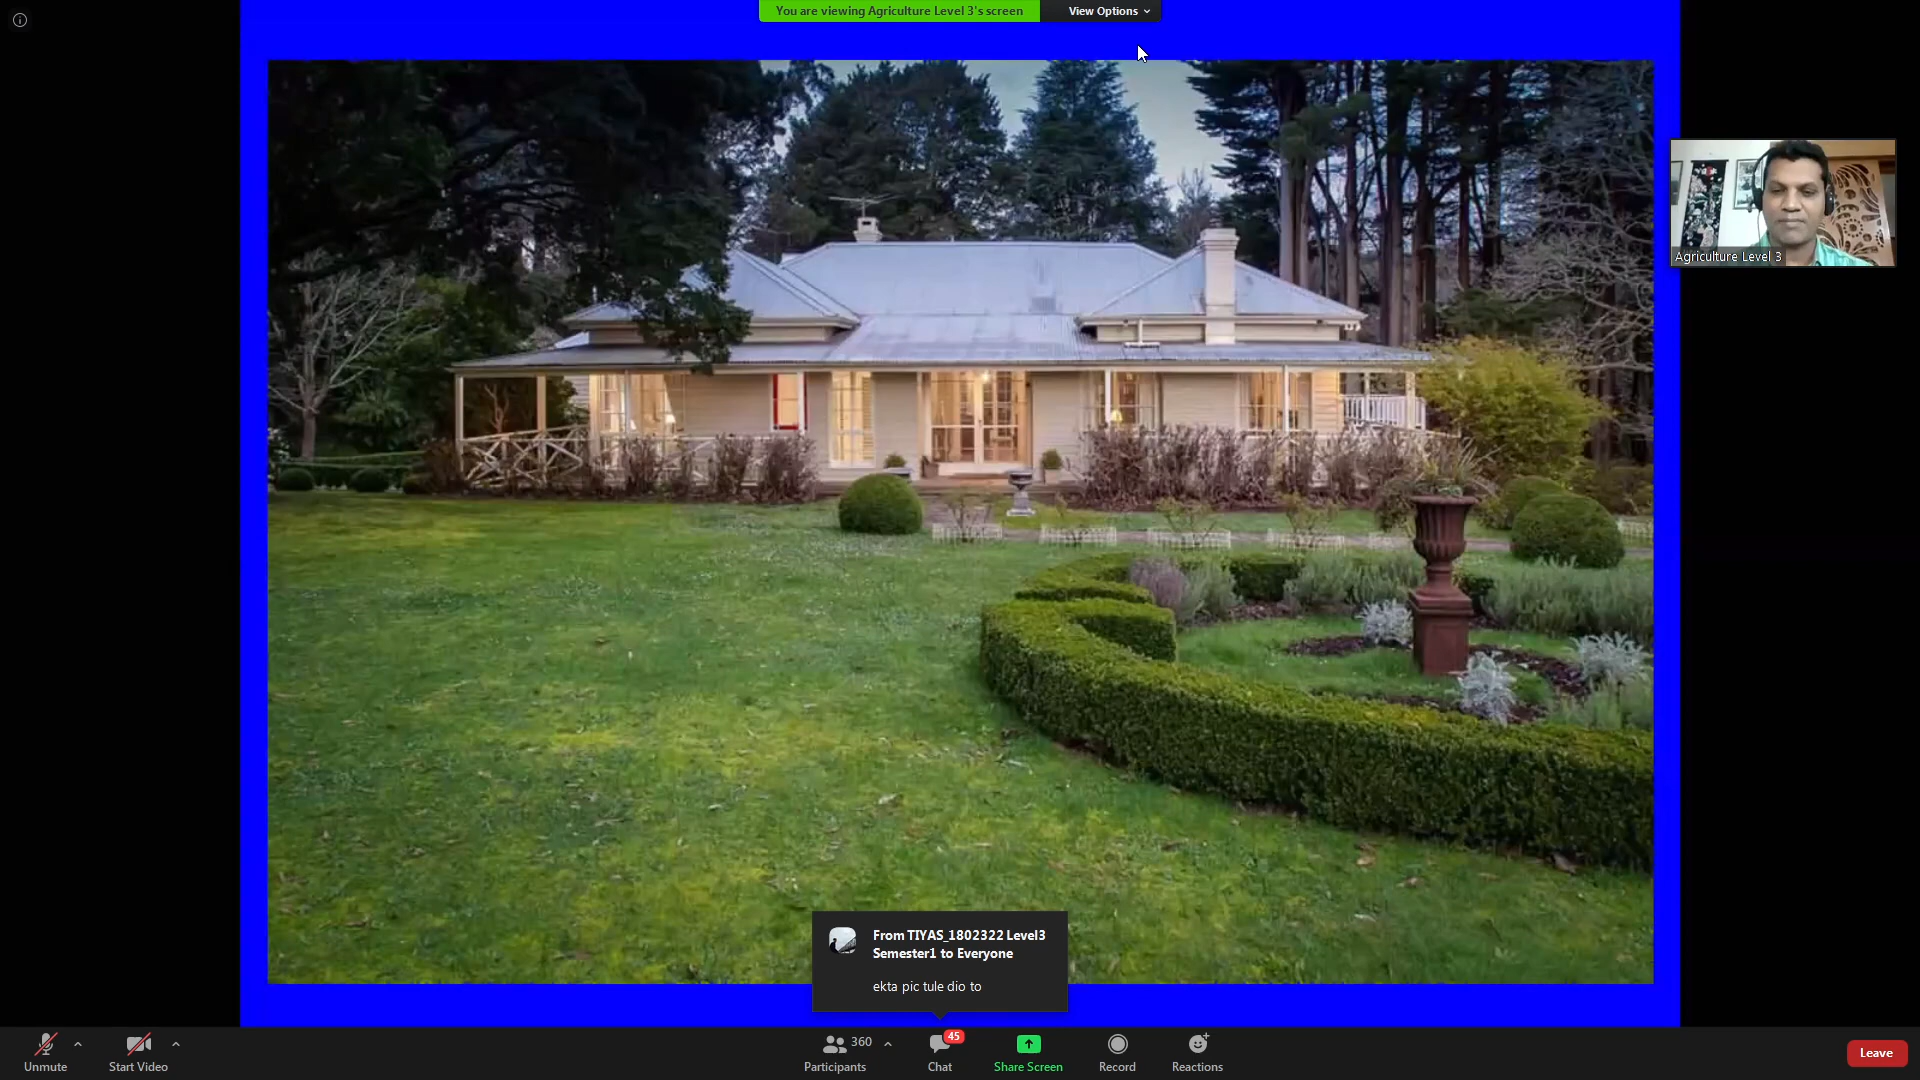 You are viewing Agriculture Level 3's screen
View Options
Agriculture Level 3
From TIYAS_1802322 Level3
Semester1 to Everyone
ekta pic tule dio to
Unmute
Start Video
360
Participants
45
Chat
Share Screen
Record
Reactions
Leave